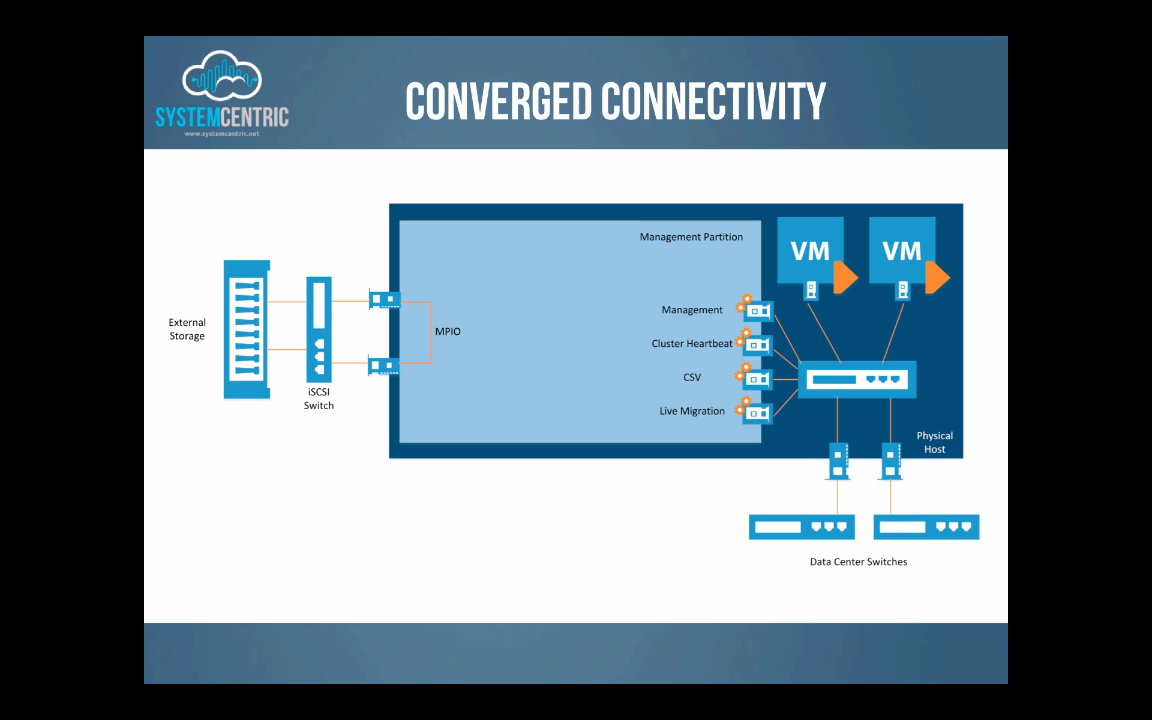 SYSTEMCENTRIC
www.systemcentric.net
CONVERGED CONNECTIVITY
Management Partition
VM
VM
External
Storage
iSCSI
Switch
MPIO
Management
Cluster Heartbeat
CSV
Live Migration
Physical
Host
Data Center Switches